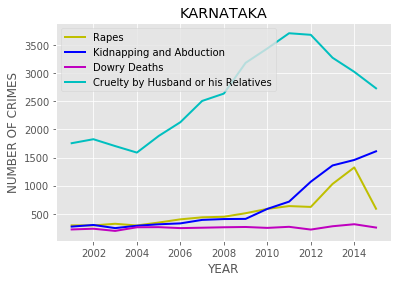 KARNATAKA
Rapes
Kidnapping and Abduction
Dowry Deaths
Cruelty by Husband or his Relatives
NUMBER OF CRIMES
3500
3000
2500
2000
1500
1000
500
2002 2004 2006 2008 2010 2012 2014
YEAR